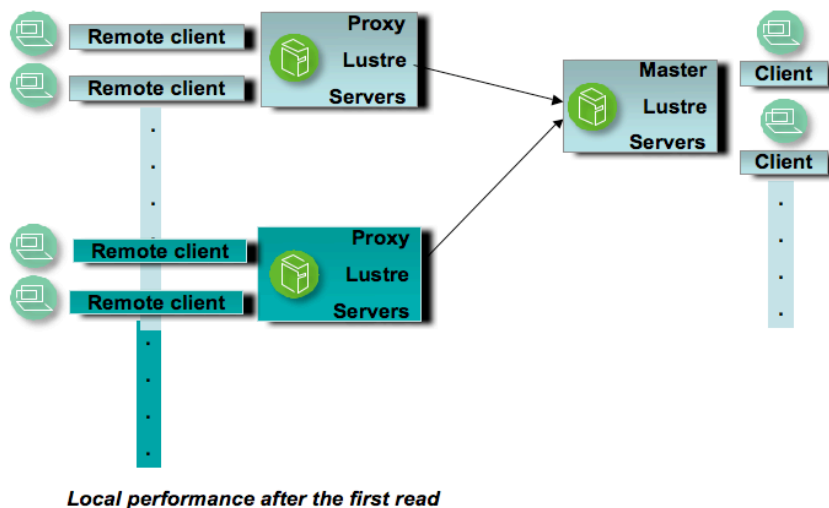 Remote client
Remote client
Proxy
Lustre
Servers
Master
Lustre
Servers
Client
Client
Remote client
Remote client
Proxy
Lustre
Servers
Local performance after the first read